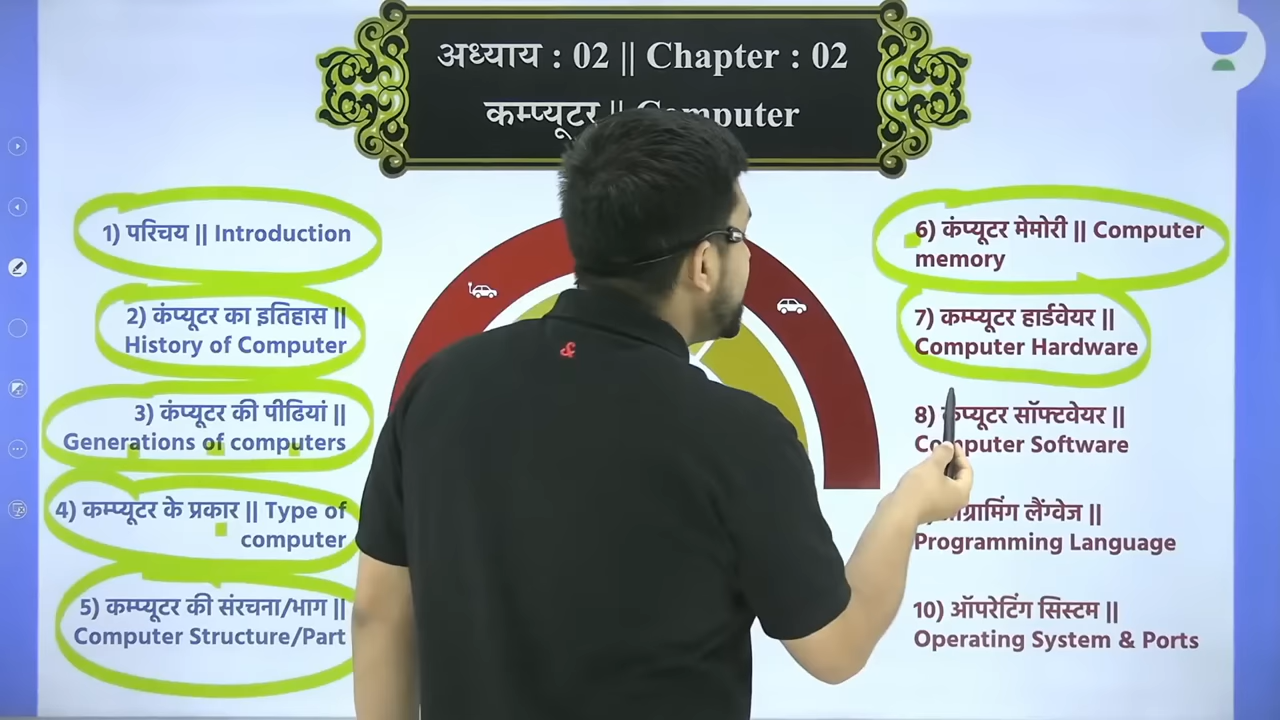 अध्याय : 02 || Chapter : 02
कम्प्यूटर ||
1) परिचय || Introduction
2) कंप्यूटर का इतिहास ||
History of Computer
3) कंप्यूटर की पीढियां ||
Generations of computers
4) कम्प्यूटर के प्रकार || Type of
computer
5) कम्प्यूटर की संरचना/भाग ||
Computer Structure/Part
6) कंप्यूटर मेमोरी || Computer
memory
7) कम्प्यूटर हार्डवेयर ||
Computer Hardware
8) कंप्यूटर सॉफ्टवेयर ||
Computer Software
लैंग्वेज ||
Programming Language
10) ऑपरेटिंग सिस्टम ||
Operating System & Ports